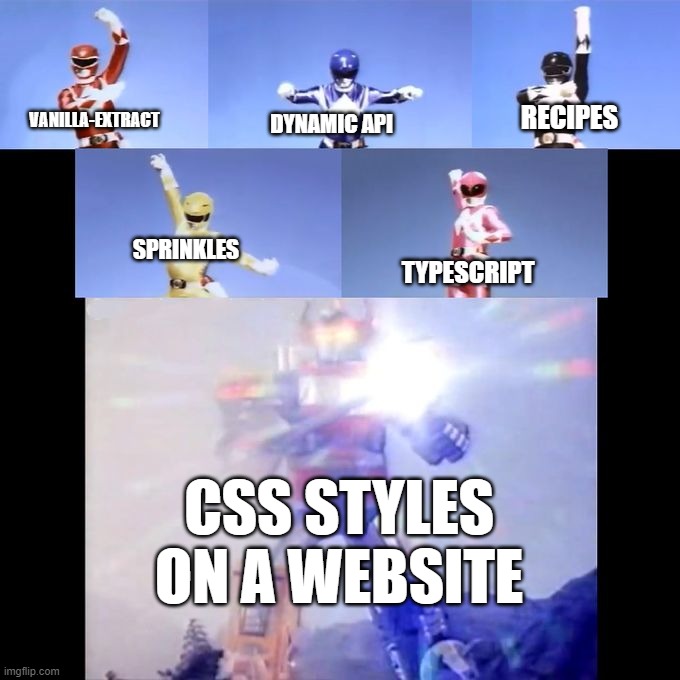 VANILLA-EXTRACT
DYNAMIC API
RECIPES
SPRINKLES
TYPESCRIPT
CSS STYLES
ON A WEBSITE
imgflip.com